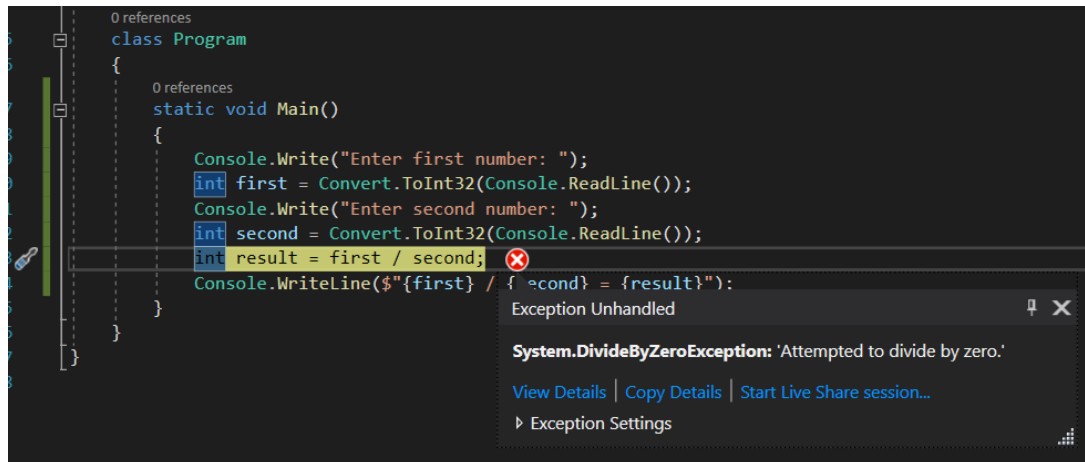 0 references
class Program
{
0 references
static void Main()
{
Console.Write("Enter first number: ");
int first = Convert.ToInt32(Console.ReadLine());
Console.Write("Enter second number: ");
int second = Convert.ToInt32(Console.ReadLine());
int result = first / second;
Console.WriteLine($"{first} / {second} = {result}");
}
}
}
Exception Unhandled
System.DivideByZeroException: 'Attempted to divide by zero.'
View Details | Copy Details | Start Live Share session...
Exception Settings